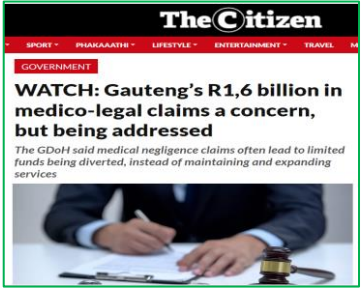 The Citizen
SPORT PHAKAAATHI LIFESTYLE ENTERTAINMENT TRAVEL M
GOVERNMENT
WATCH: Gauteng's R1,6 billion in
medico-legal claims a concern,
but being addressed
The GDoH said medical negligence claims often lead to limited
funds being diverted, instead of maintaining and expanding
services